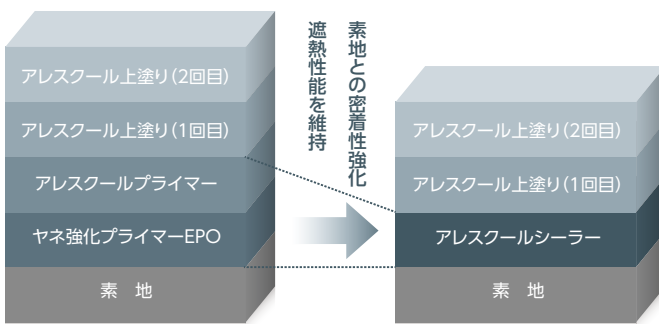 アレスクール上塗り(2回目)
アレスクール上塗り(1回目)
アレスクールプライマー
ヤネ強化プライマーEPO
素　地
素地との密着性強化
遮熱性能を維持
アレスクール上塗り(2回目)
アレスクール上塗り(1回目)
アレスクールシーラー
素　地